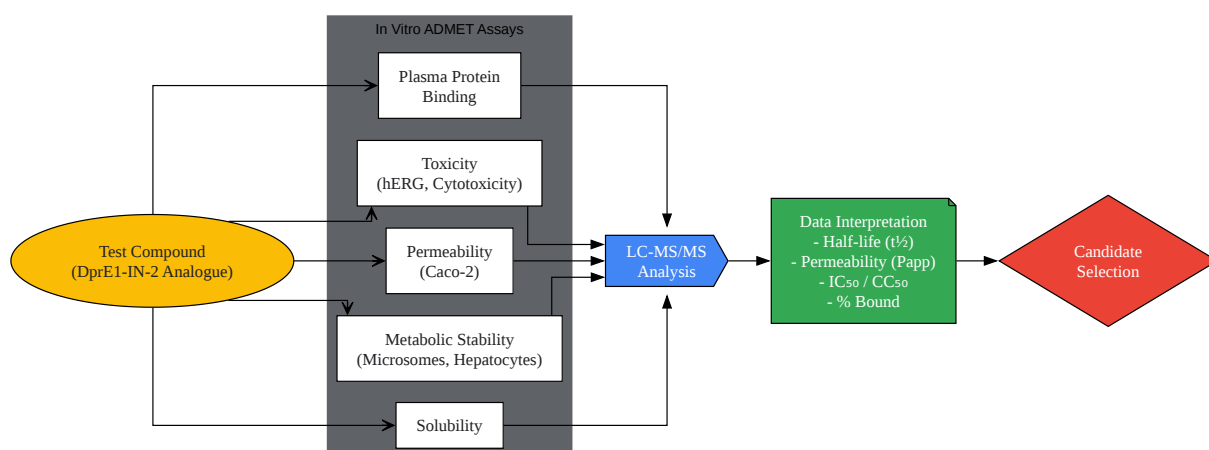 In Vitro ADMET Assays
Plasma Protein
Binding
Toxicity
(hERG, Cytotoxicity)
Test Compound
(DprE1-IN-2 Analogue)
Permeability
(Caco-2)
Metabolic Stability
(Microsomes, Hepatocytes)
Solubility
LC-MS/MS
Analysis
Data Interpretation
- Half-life (t½)
- Permeability (Papp)
- IC₅₀ / CC₅₀
- % Bound
Candidate
Selection